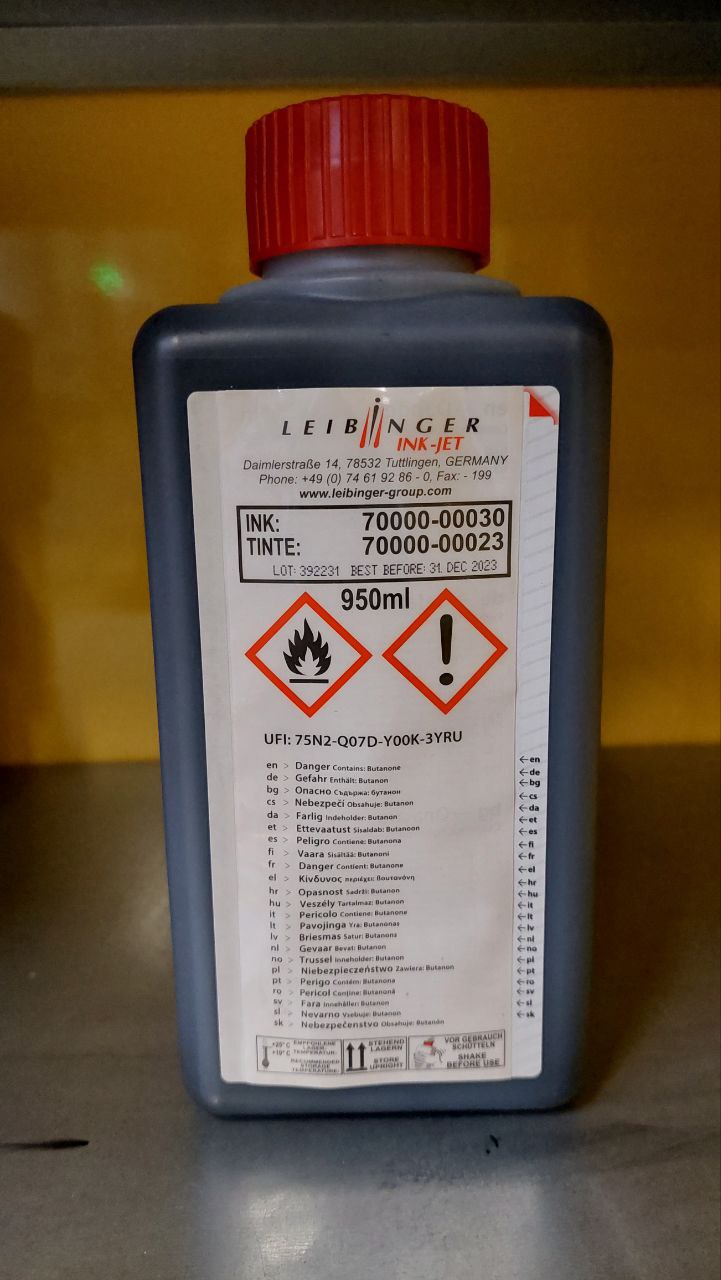 LEIBINGER
INK-JET
Daimlerstraße 14, 78532 Tuttlingen, GERMANY
Phone: +49 (0) 74 61 92 86 - 0, Fax: - 199
www.leibinger-group.com
INK: 70000-00030
TINTE: 70000-00023
LOT: 392231 BEST BEFORE: 31. DEC 2023
950ml
UFI: 75N2-Q07D-Y00K-3YRU
en > Danger Contains: Butanone
de > Gefahr Enthält: Butanon
bg > Опасно Съдържа: бутанон
cs > Nebezpečí Obsahuje: Butanon
da > Farlig Indeholder: Butanon
et > Ettevaatust Sisaldab: Butanoon
es > Peligro Contiene: Butanona
fi > Vaara Sisältää: Butanoni
fr > Danger Contient: Butanone
el > Κίνδυνος περιέχει: Βουτανόνη
hr > Opasnost Sadrži: Butanon
hu > Veszély Tartalmaz: Butanon
it > Pericolo Contiene: Butanone
lt > Pavojinga Yra: Butanonas
lv > Briesmas Satur: Butanons
nl > Gevaar Bevat: Butanon
no > Trussel Inneholder: Butanon
pl > Niebezpieczeństwo Zawiera: Butanon
pt > Perigo Contém: Butanona
ro > Pericol Conține: Butanonă
sv > Fara Innehåller: Butanon
sl > Nevarno Vsebuje: Butanon
sk > Nebezpečenstvo Obsahuje: Butanón
←en
←de
←bg
←cs
←da
←et
←es
←fi
←fr
←el
←hr
←hu
←it
←lt
←lv
←nl
←no
←pl
←pt
←ro
←sv
←sl
←sk
EMPFOHLENE
LAGER-
TEMPERATUR:
RECOMMENDED
STORAGE
TEMPERATURE:
STEHEND
LAGERN
STORE
UPRIGHT
VOR GEBRAUCH
SCHÜTTELN
SHAKE
BEFORE USE